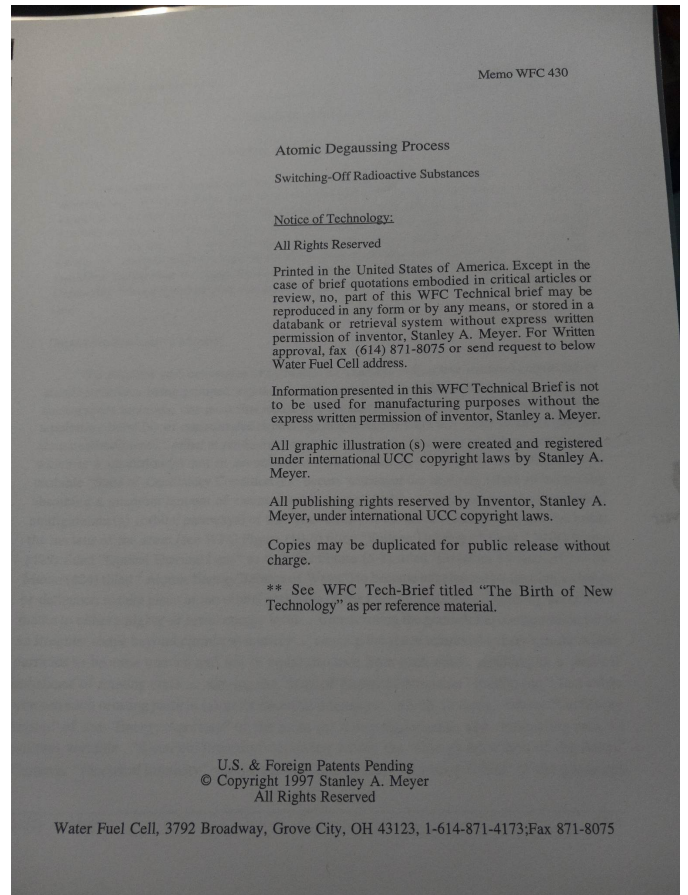 Memo WFC 430
Atomic Degaussing Process
Switching-Off Radioactive Substances
Notice of Technology:
All Rights Reserved
Printed in the United States of America. Except in the
case of brief quotations embodied in critical articles or
review, no, part of this WFC Technical brief may be
reproduced in any form or by any means, or stored in a
databank or retrieval system without express written
permission of inventor, Stanley A. Meyer. For Written
approval, fax (614) 871-8075 or send request to below
Water Fuel Cell address.
Information presented in this WFC Technical Brief is not
to be used for manufacturing purposes without the
express written permission of inventor, Stanley a. Meyer.
All graphic illustration (s) were created and registered
under international UCC copyright laws by Stanley A.
Meyer.
All publishing rights reserved by Inventor, Stanley A.
Meyer, under international UCC copyright laws.
Copies may be duplicated for public release without
charge.
** See WFC Tech-Brief titled “The Birth of New
Technology” as per reference material.
U.S. & Foreign Patents Pending
© Copyright 1997 Stanley A. Meyer
All Rights Reserved
Water Fuel Cell, 3792 Broadway, Grove City, OH 43123, 1-614-871-4173;Fax 871-8075